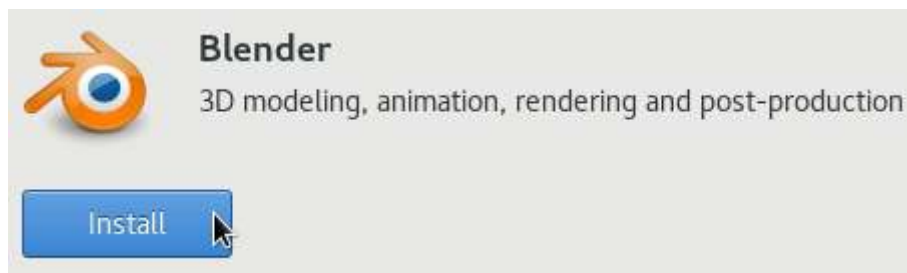 Blender
3D modeling, animation, rendering and post-production
Install